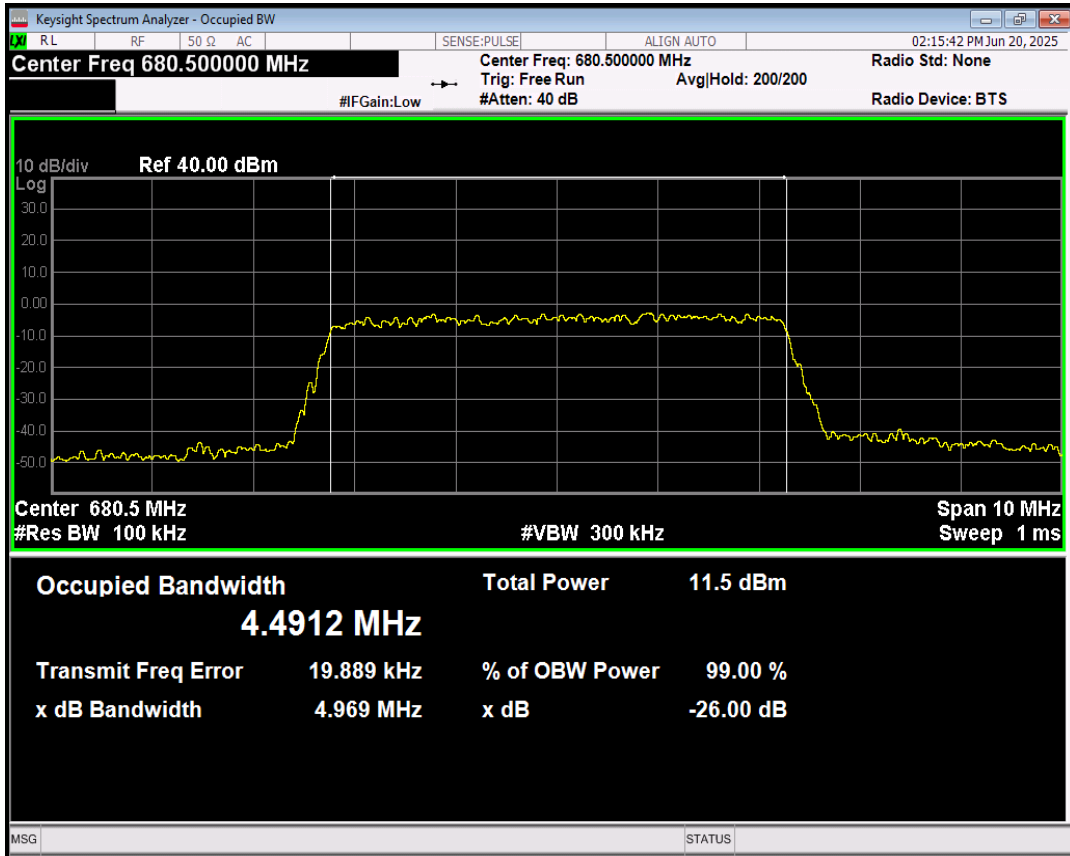 Keysight Spectrum Analyzer - Occupied BW
LXI RL RF 50 Ω AC SENSE:PULSE ALIGN AUTO 02:15:42 PM Jun 20, 2025
Center Freq 680.500000 MHz Center Freq: 680.500000 MHz Radio Std: None
Trig: Free Run Avg|Hold: 200/200
#IFGain:Low #Atten: 40 dB Radio Device: BTS
10 dB/div Ref 40.00 dBm
Log
30.0
20.0
10.0
0.00
-10.0
-20.0
-30.0
-40.0
-50.0
Center 680.5 MHz Span 10 MHz
#Res BW 100 kHz #VBW 300 kHz Sweep 1 ms
Occupied Bandwidth Total Power 11.5 dBm
4.4912 MHz
Transmit Freq Error 19.889 kHz % of OBW Power 99.00 %
x dB Bandwidth 4.969 MHz x dB -26.00 dB
MSG STATUS